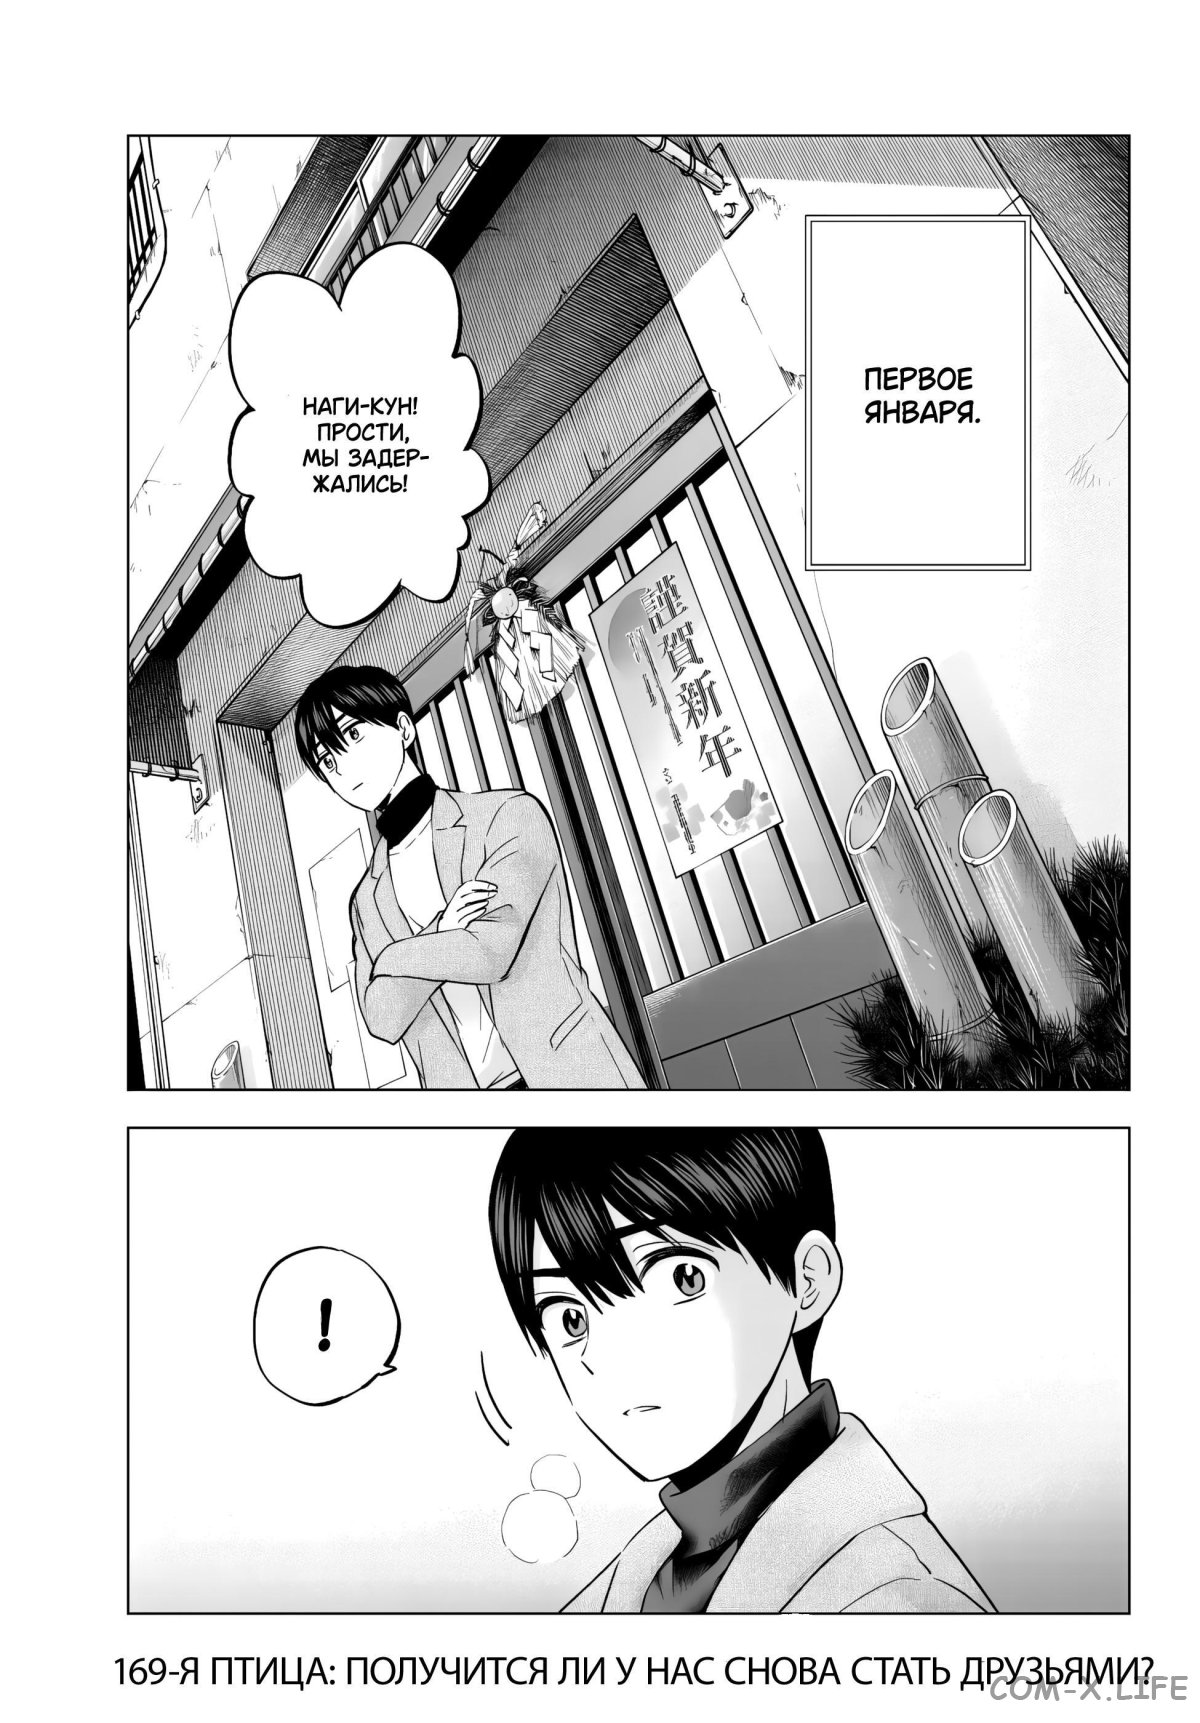 ПЕРВОЕ
ЯНВАРЯ.
НАГИ-КУН!
ПРОСТИ,
МЫ ЗАДЕР-
ЖАЛИСЬ!
謹賀新年
!
169-Я ПТИЦА: ПОЛУЧИТСЯ ЛИ У НАС СНОВА СТАТЬ ДРУЗЬЯМИ?
COM-X.LIFE